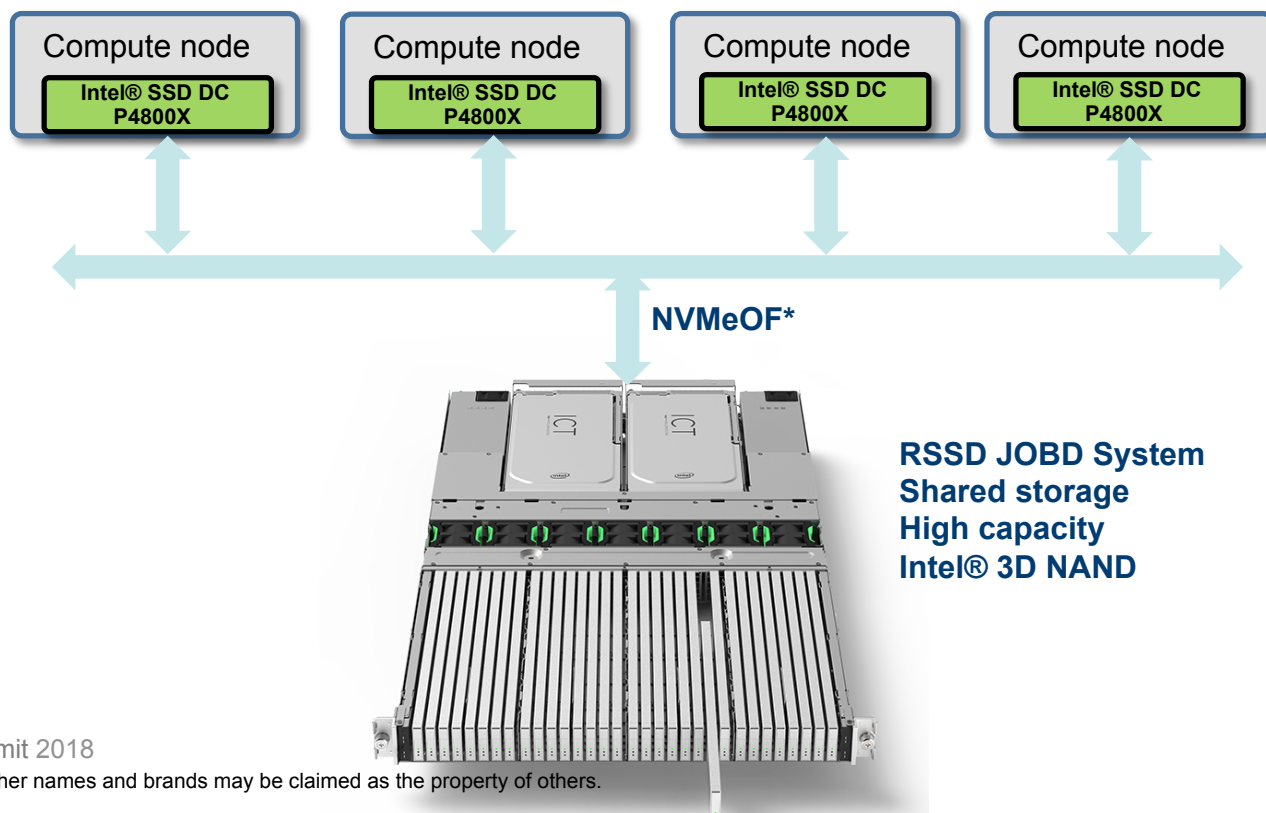 Compute node
Intel® SSD DC
P4800X
Compute node
Intel® SSD DC
P4800X
Compute node
Intel® SSD DC
P4800X
Compute node
Intel® SSD DC
P4800X
NVMeOF*
ICT
ICT
intel
intel
RSSD JOBD System
Shared storage
High capacity
Intel® 3D NAND
mit 2018
her names and brands may be claimed as the property of others.